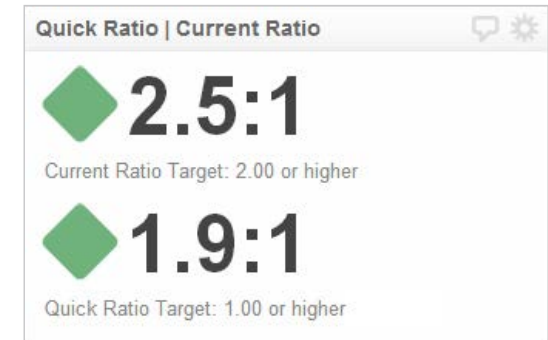 Quick Ratio | Current Ratio
2.5:1
Current Ratio Target: 2.00 or higher
1.9:1
Quick Ratio Target: 1.00 or higher